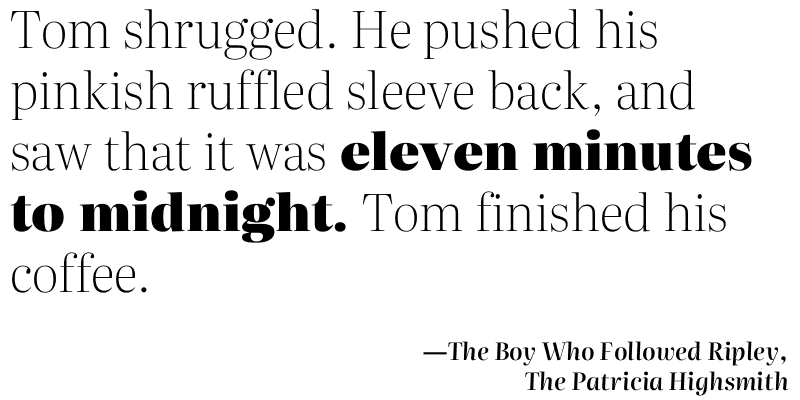 Tom shrugged. He pushed his
pinkish ruffled sleeve back, and
saw that it was eleven minutes
to midnight. Tom finished his
coffee.
—The Boy Who Followed Ripley,
The Patricia Highsmith